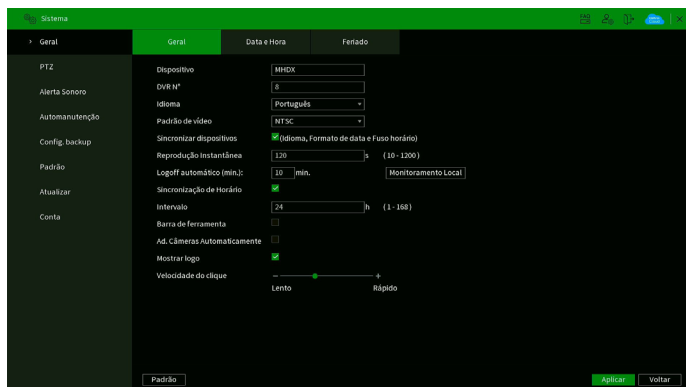 Sistema
Geral
PTZ
Alerta Sonoro
Automanutenção
Config. backup
Padrão
Atualizar
Conta
Geral Data e Hora Feriado
Dispositivo MHDX
DVR N° 8
Idioma Português
Padrão de vídeo NTSC
Sincronizar dispositivos (Idioma, Formato de data e Fuso horário)
Reprodução Instantânea 120 s (10 - 1200)
Logoff automático (min.): 10 min. Monitoramento Local
Sincronização de Horário
Intervalo 24 h (1 - 168)
Barra de ferramenta
Ad. Câmeras Automaticamente
Mostrar logo
Velocidade do clique − +
Lento Rápido
Padrão Aplicar Voltar